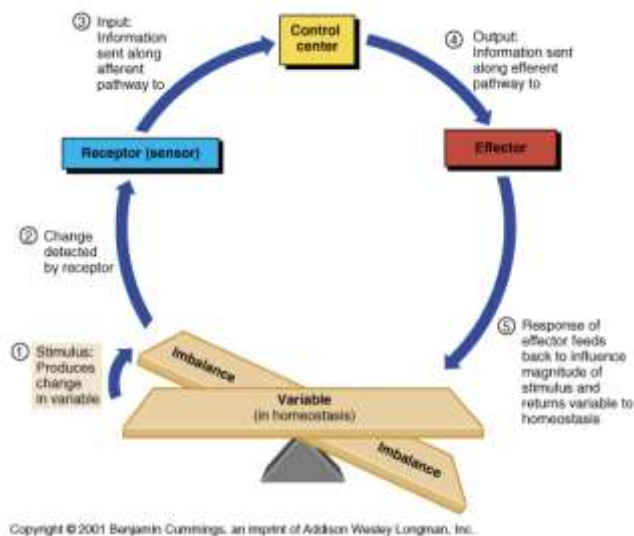 ③ Input:
Information
sent along
afferent
pathway to
Control
center
④ Output:
Information sent
along efferent
pathway to
Receptor (sensor)
Effector
② Change
detected
by receptor
① Stimulus:
Produces
change
in variable
Imbalance
Variable
(in homeostasis)
Imbalance
⑤ Response of
effector feeds
back to influence
magnitude of
stimulus and
returns variable to
homeostasis
Copyright © 2001 Benjamin Cummings, an imprint of Addison Wesley Longman, Inc.